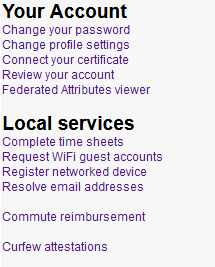 Your Account
Change your password
Change profile settings
Connect your certificate
Review your account
Federated Attributes viewer
Local services
Complete time sheets
Request WiFi guest accounts
Register networked device
Resolve email addresses
Commute reimbursement
Curfew attestations